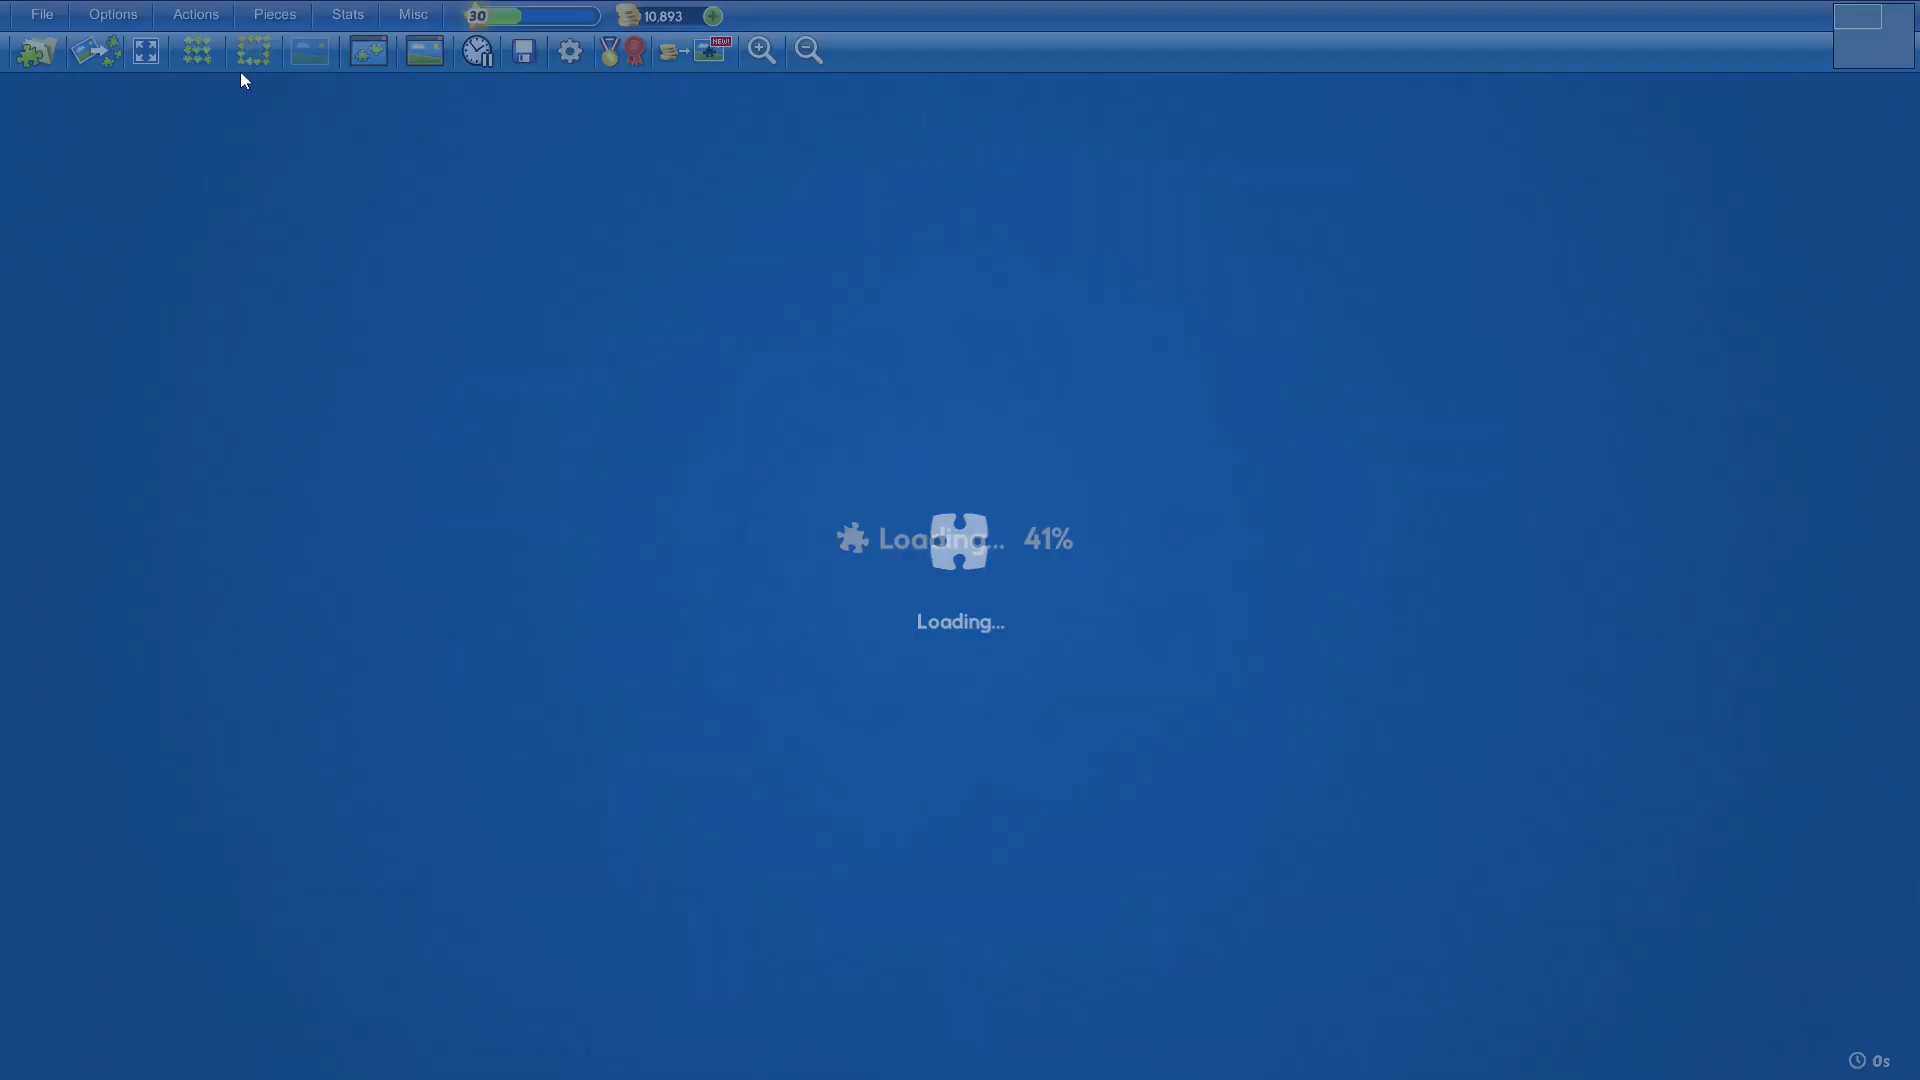 File Options Actions Pieces Stats Misc 30 10,893
NEW!
Loading... 41%
Loading...
0s